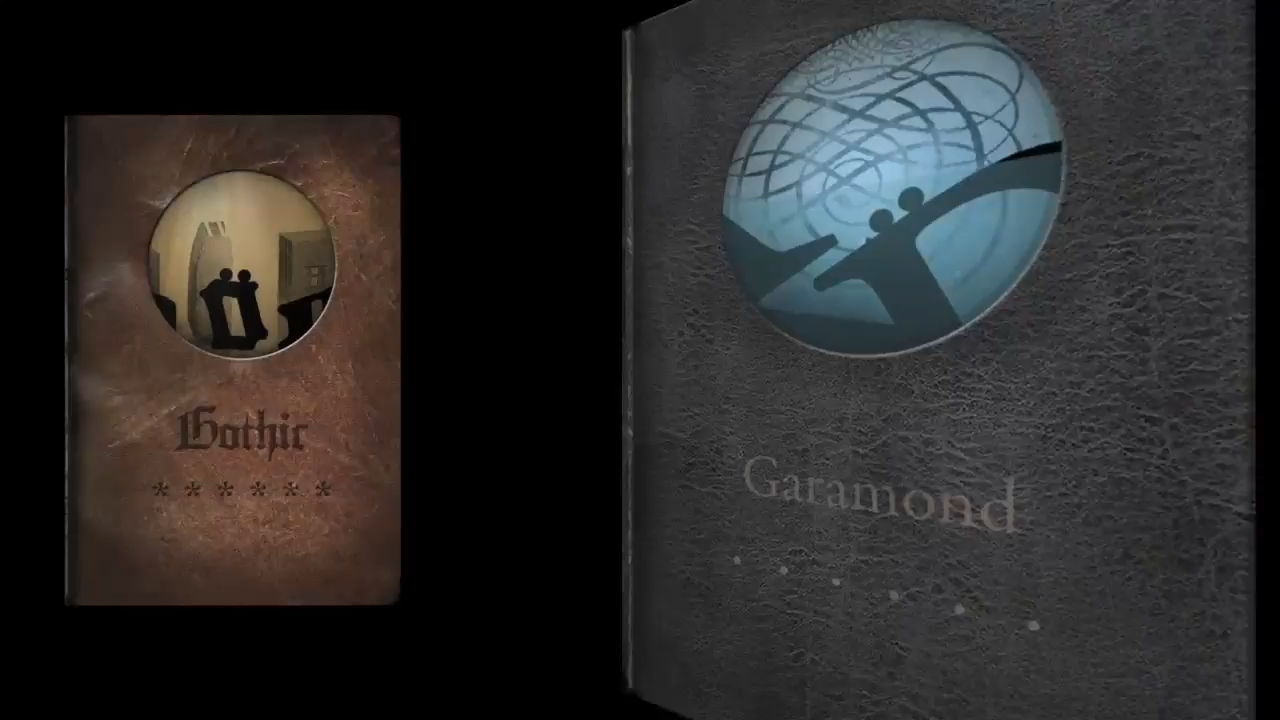 Gothic
* * * * * *
Garamond
. . . . . .